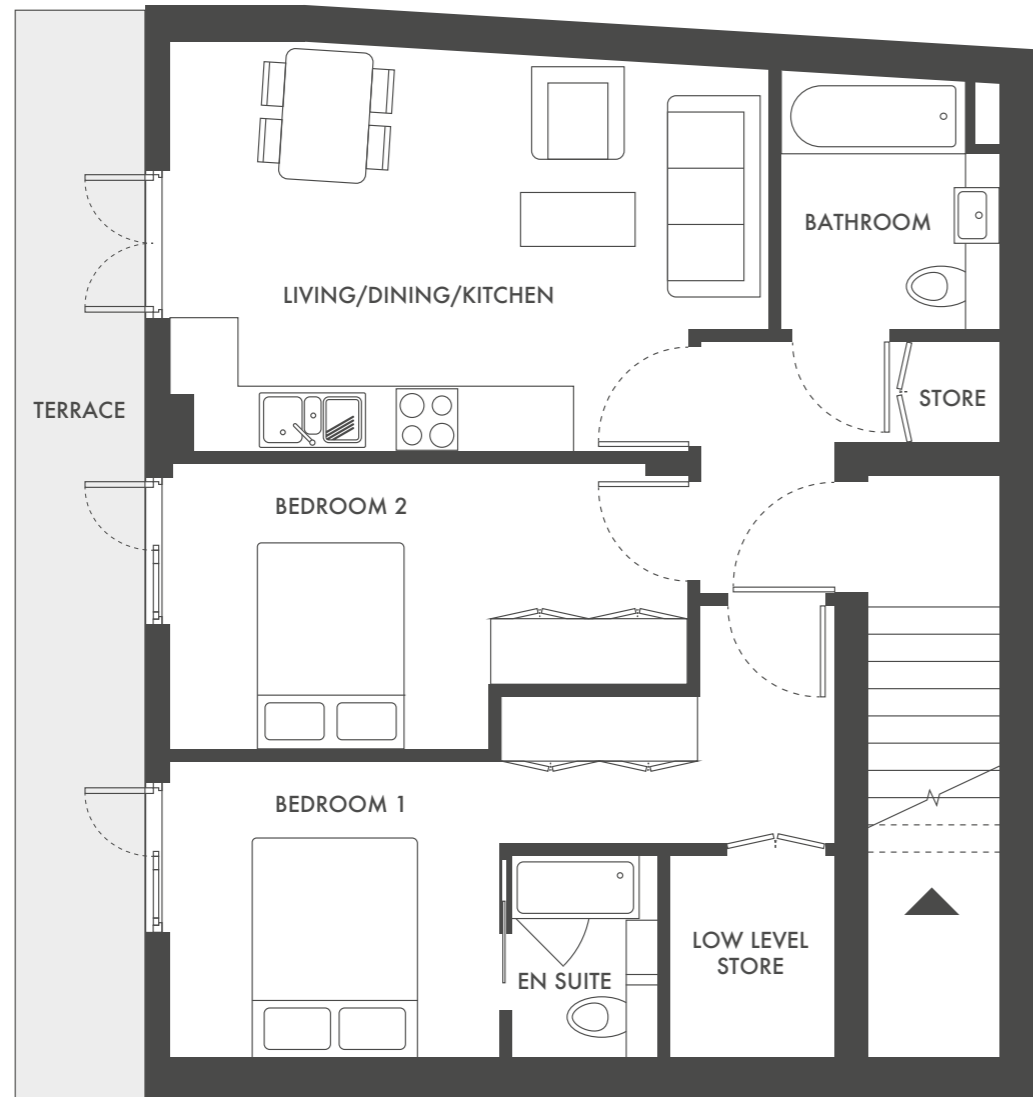 LIVING/DINING/KITCHEN
BATHROOM
TERRACE
STORE
BEDROOM 2
BEDROOM 1
LOW LEVEL
STORE
EN SUITE